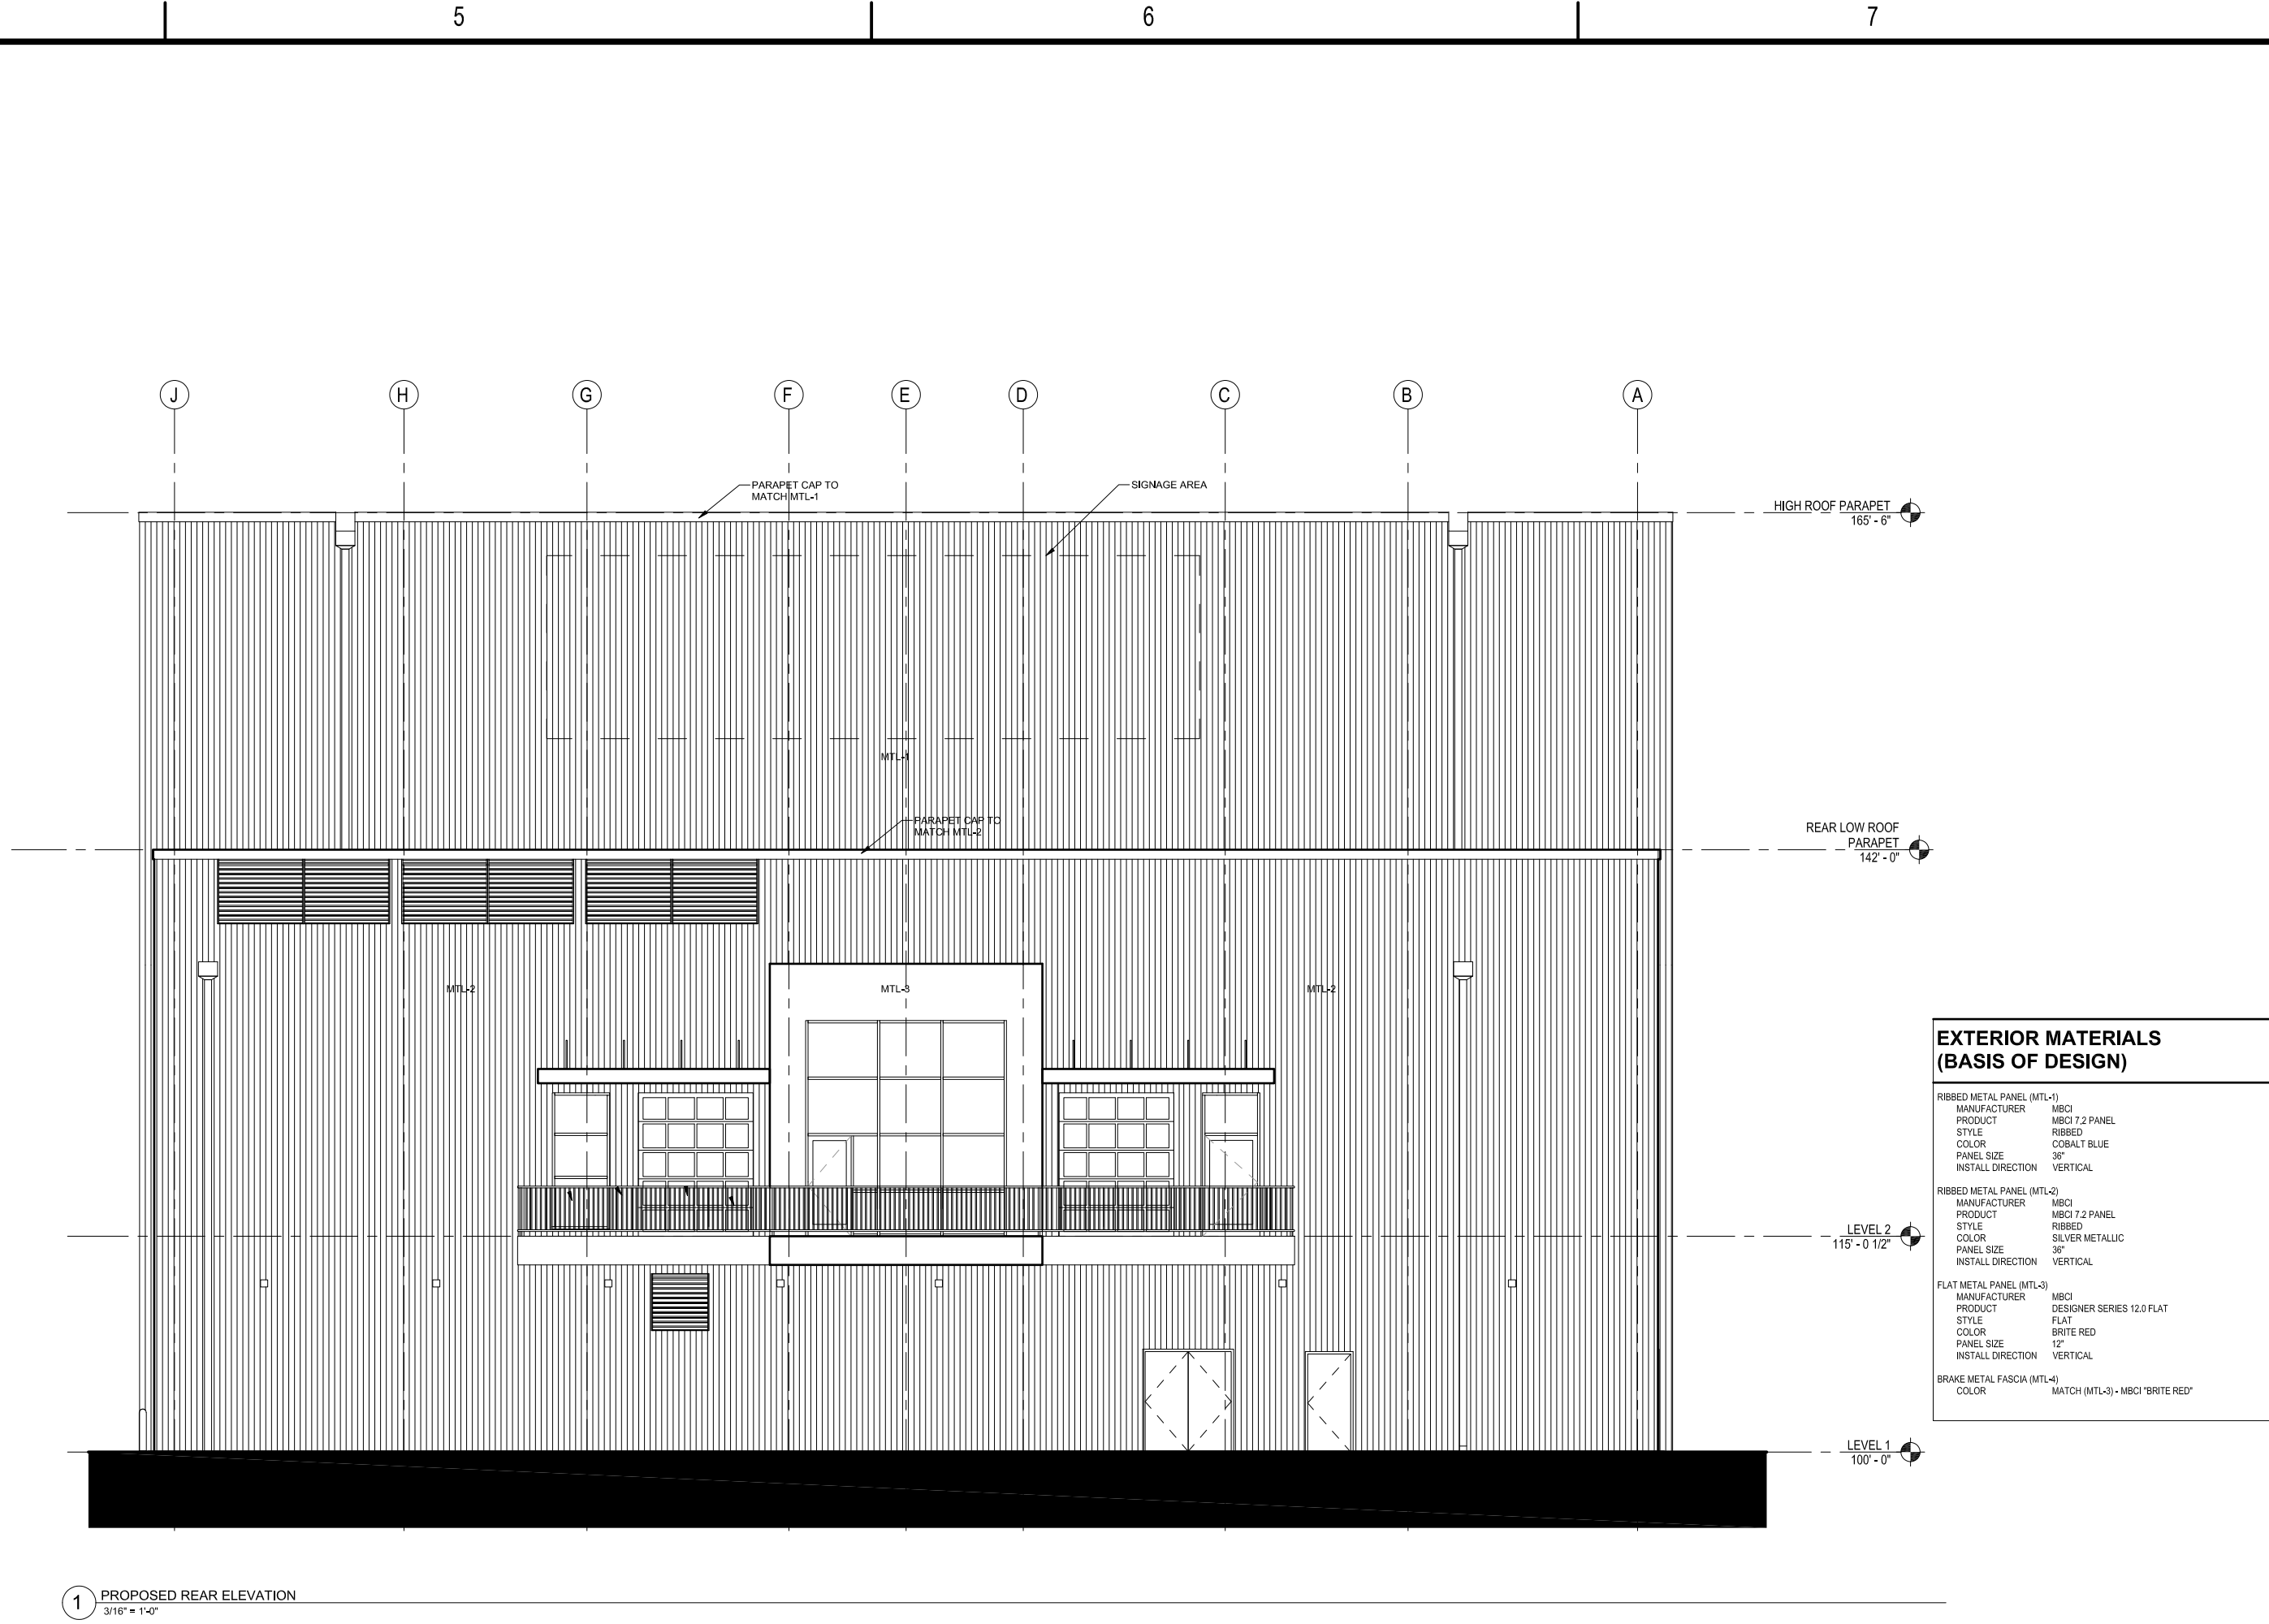 5
6
7
J
H
G
F
E
D
C
B
A
PARAPET CAP TO
MATCH MTL-1
SIGNAGE AREA
HIGH ROOF PARAPET
165' - 6"
MTL-1
PARAPET CAP TO
MATCH MTL-2
REAR LOW ROOF
PARAPET
142' - 0"
MTL-2
MTL-3
MTL-2
EXTERIOR MATERIALS
(BASIS OF DESIGN)
RIBBED METAL PANEL (MTL-1)
MANUFACTURER MBCI
PRODUCT MBCI 7.2 PANEL
STYLE RIBBED
COLOR COBALT BLUE
PANEL SIZE 36"
INSTALL DIRECTION VERTICAL
RIBBED METAL PANEL (MTL-2)
MANUFACTURER MBCI
PRODUCT MBCI 7.2 PANEL
STYLE RIBBED
COLOR SILVER METALLIC
PANEL SIZE 36"
INSTALL DIRECTION VERTICAL
FLAT METAL PANEL (MTL-3)
MANUFACTURER MBCI
PRODUCT DESIGNER SERIES 12.0 FLAT
STYLE FLAT
COLOR BRITE RED
PANEL SIZE 12"
INSTALL DIRECTION VERTICAL
BRAKE METAL FASCIA (MTL-4)
COLOR MATCH (MTL-3) - MBCI "BRITE RED"
LEVEL 2
115' - 0 1/2"
LEVEL 1
100' - 0"
1
PROPOSED REAR ELEVATION
3/16" = 1'-0"